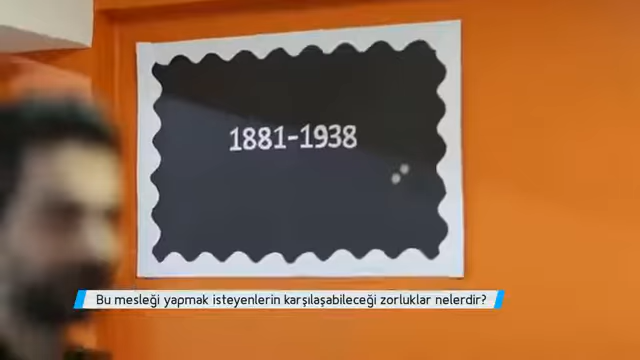 1881-1938
Bu mesleği yapmak isteyenlerin karşılaşabileceği zorluklar nelerdir?